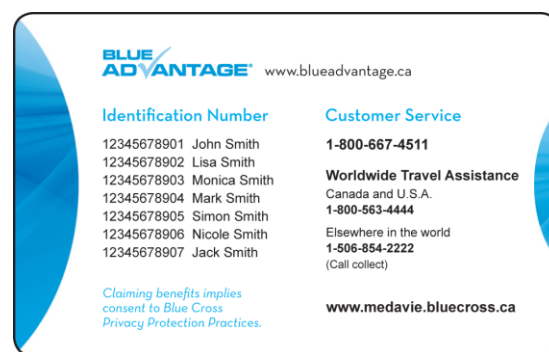 BLUE
ADVANTAGE® www.blueadvantage.ca
Identification Number
12345678901 John Smith
12345678902 Lisa Smith
12345678903 Monica Smith
12345678904 Mark Smith
12345678905 Simon Smith
12345678906 Nicole Smith
12345678907 Jack Smith
Claiming benefits implies
consent to Blue Cross
Privacy Protection Practices.
Customer Service
1-800-667-4511
Worldwide Travel Assistance
Canada and U.S.A.
1-800-563-4444
Elsewhere in the world
1-506-854-2222
(Call collect)
www.medavie.bluecross.ca